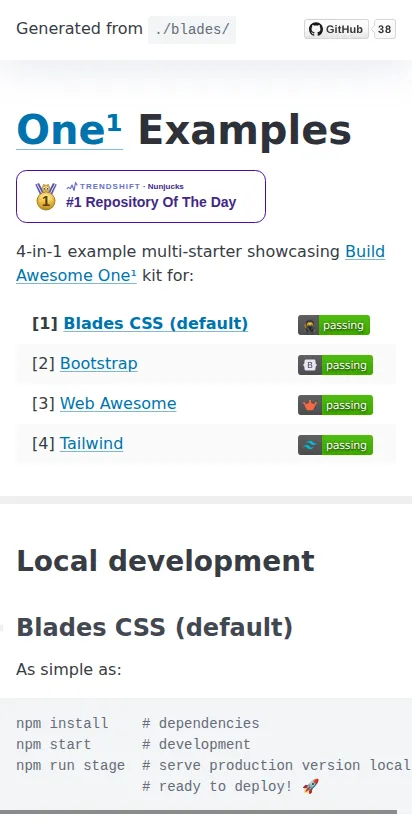 Generated from ./blades/
GitHub 38
One¹ Examples
TRENDSHIFT · Nunjucks
1 #1 Repository Of The Day
4-in-1 example multi-starter showcasing Build
Awesome One¹ kit for:
[1] Blades CSS (default) passing
[2] Bootstrap B passing
[3] Web Awesome passing
[4] Tailwind passing
Local development
Blades CSS (default)
As simple as:
npm install    # dependencies
npm start      # development
npm run stage  # serve production version local
# ready to deploy! 🚀